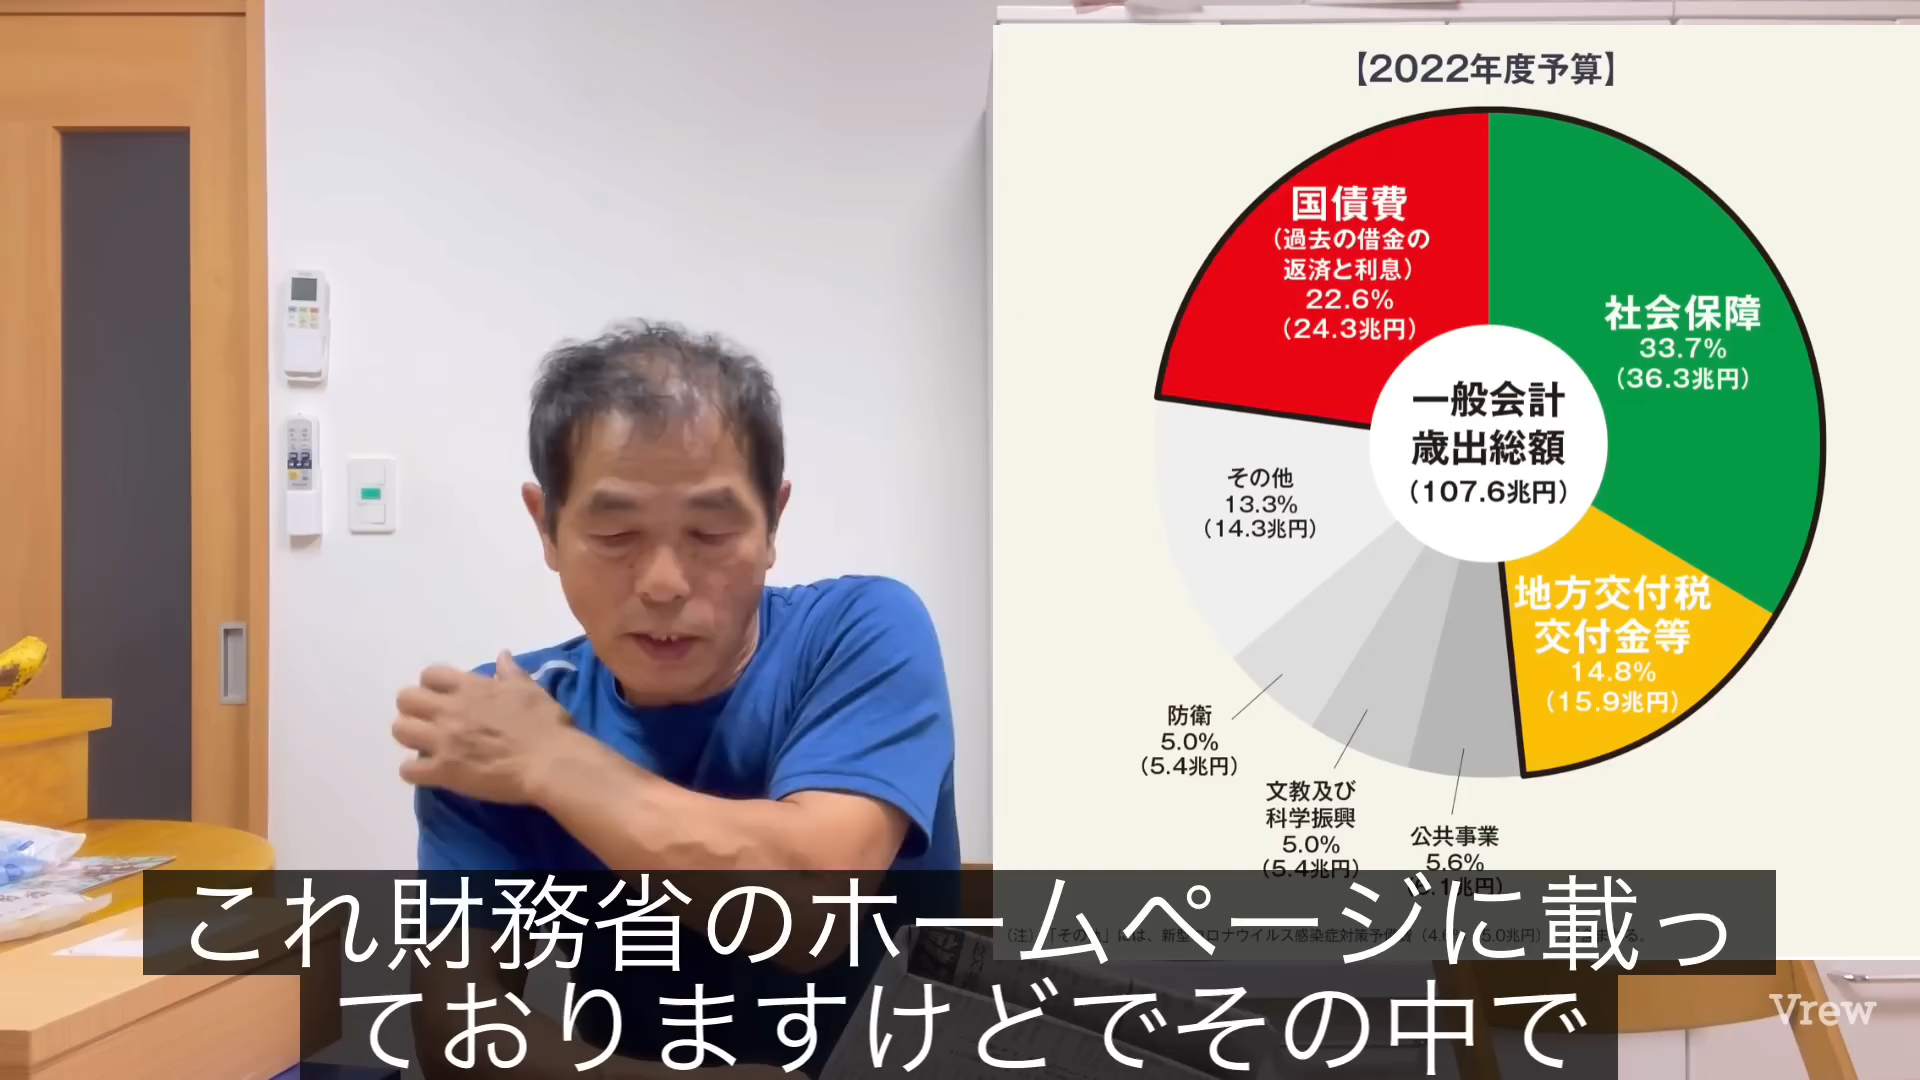 【2022年度予算】
国債費
（過去の借金の
返済と利息）
22.6%
（24.3兆円）
社会保障
33.7%
（36.3兆円）
一般会計
歳出総額
（107.6兆円）
その他
13.3%
（14.3兆円）
地方交付税
交付金等
14.8%
（15.9兆円）
防衛
5.0%
（5.4兆円）
文教及び
科学振興
5.0%
（5.4兆円）
公共事業
5.6%
これ財務省のホームページに載っ
ておりますけどでその中で
Vrew